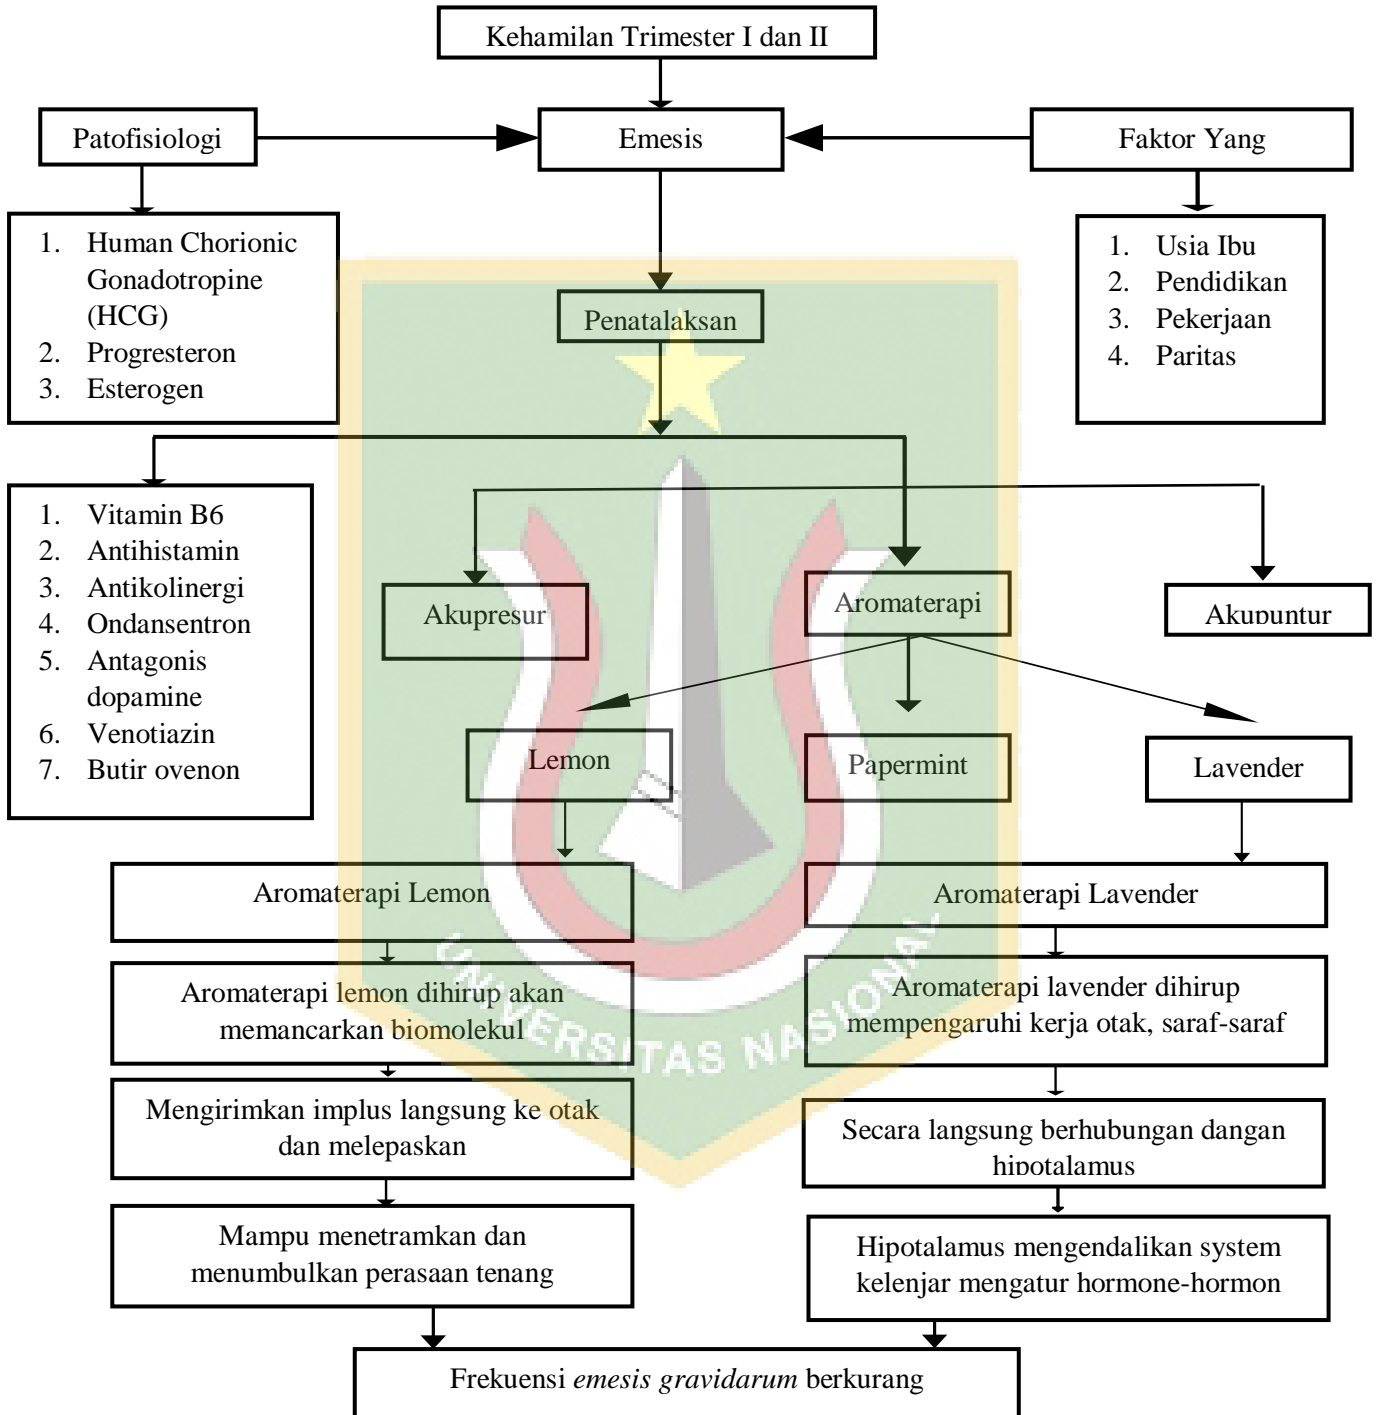 Kehamilan Trimester I dan II
Patofisiologi
Emesis
Faktor Yang
1. Human Chorionic
Gonadotropine
(HCG)
2. Progresteron
3. Esterogen
1. Usia Ibu
2. Pendidikan
3. Pekerjaan
4. Paritas
Penatalaksan
1. Vitamin B6
2. Antihistamin
3. Antikolinergi
4. Ondansentron
5. Antagonis
dopamine
6. Venotiazin
7. Butir ovenon
Akupresur
Aromaterapi
Akupuntur
Lemon
Papermint
Lavender
Aromaterapi Lemon
Aromaterapi lemon dihirup akan
memancarkan biomolekul
Mengirimkan implus langsung ke otak
dan melepaskan
Mampu menetramkan dan
menumbulkan perasaan tenang
Aromaterapi Lavender
Aromaterapi lavender dihirup
mempengaruhi kerja otak, saraf-saraf
Secara langsung berhubungan dangan
hipotalamus
Hipotalamus mengendalikan system
kelenjar mengatur hormone-hormon
Frekuensi emesis gravidarum berkurang
UNIVERSITAS NASIONAL